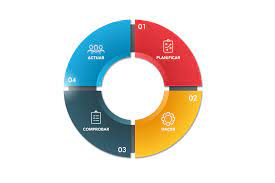 01
PLANIFICAR
02
HACER
03
COMPROBAR
04
ACTUAR